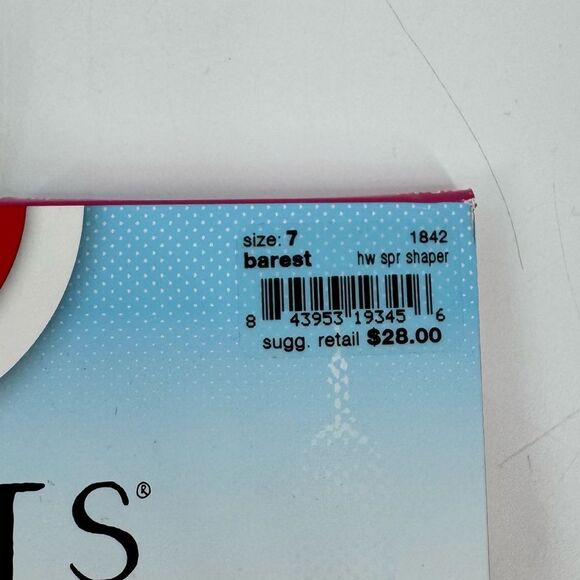 size: 7 1842
barest hw spr shaper
8 43953 19345 6
sugg. retail $28.00
TS®